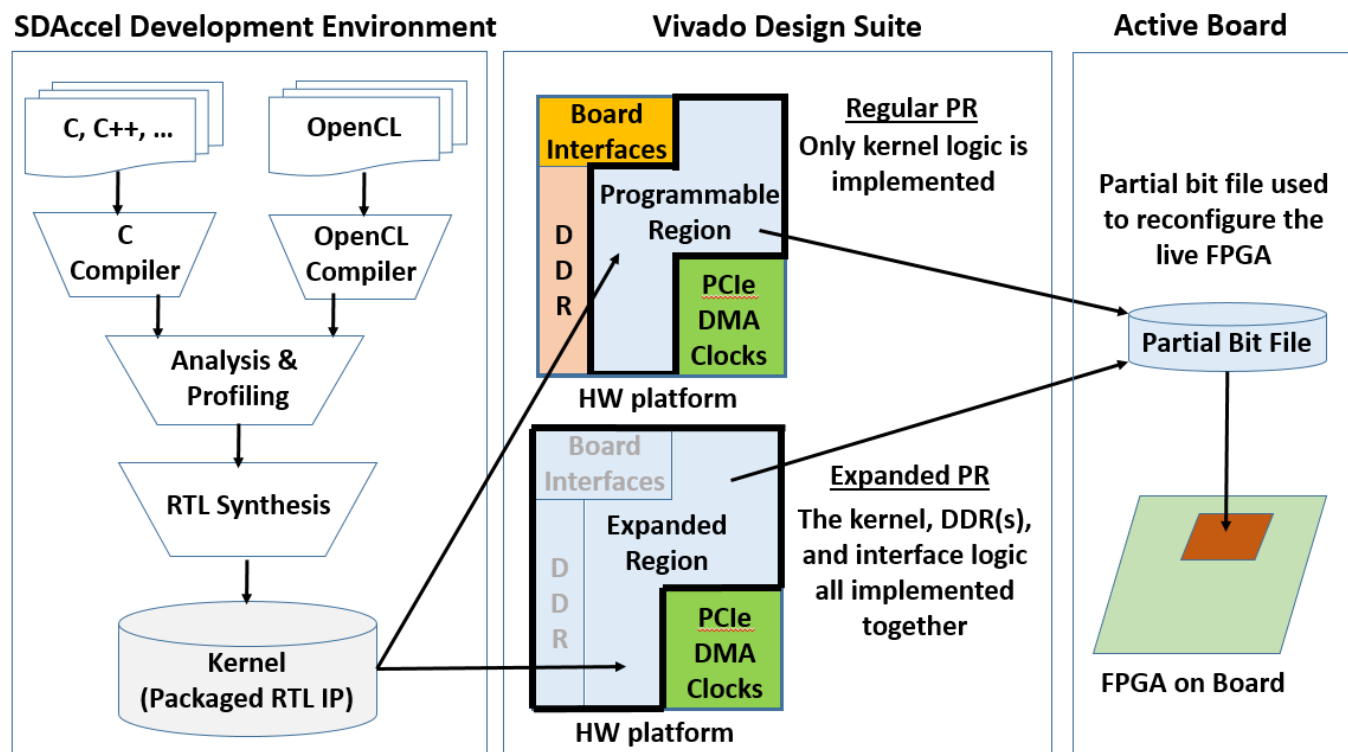 SDAccel Development Environment
C, C++, ...
OpenCL
C
Compiler
OpenCL
Compiler
Analysis &
Profiling
RTL Synthesis
Kernel
(Packaged RTL IP)
Vivado Design Suite
Board
Interfaces
Programmable
Region
D
D
R
PCIe
DMA
Clocks
HW platform
Regular PR
Only kernel logic is
implemented
Board
Interfaces
Expanded
Region
D
D
R
PCIe
DMA
Clocks
HW platform
Expanded PR
The kernel, DDR(s),
and interface logic
all implemented
together
Active Board
Partial bit file used
to reconfigure the
live FPGA
Partial Bit File
FPGA on Board